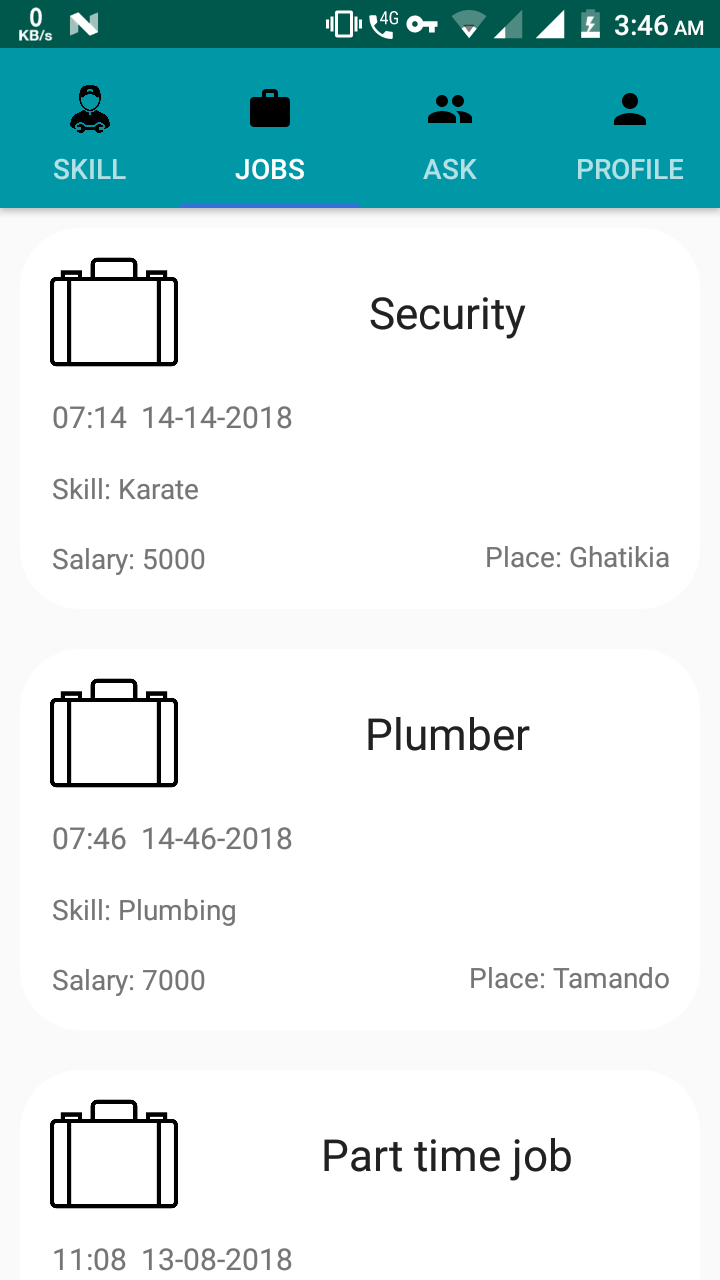 0
KB/s
4G
3:46 AM
SKILL JOBS ASK PROFILE
Security
07:14 14-14-2018
Skill: Karate
Salary: 5000 Place: Ghatikia
Plumber
07:46 14-46-2018
Skill: Plumbing
Salary: 7000 Place: Tamando
Part time job
11:08 13-08-2018